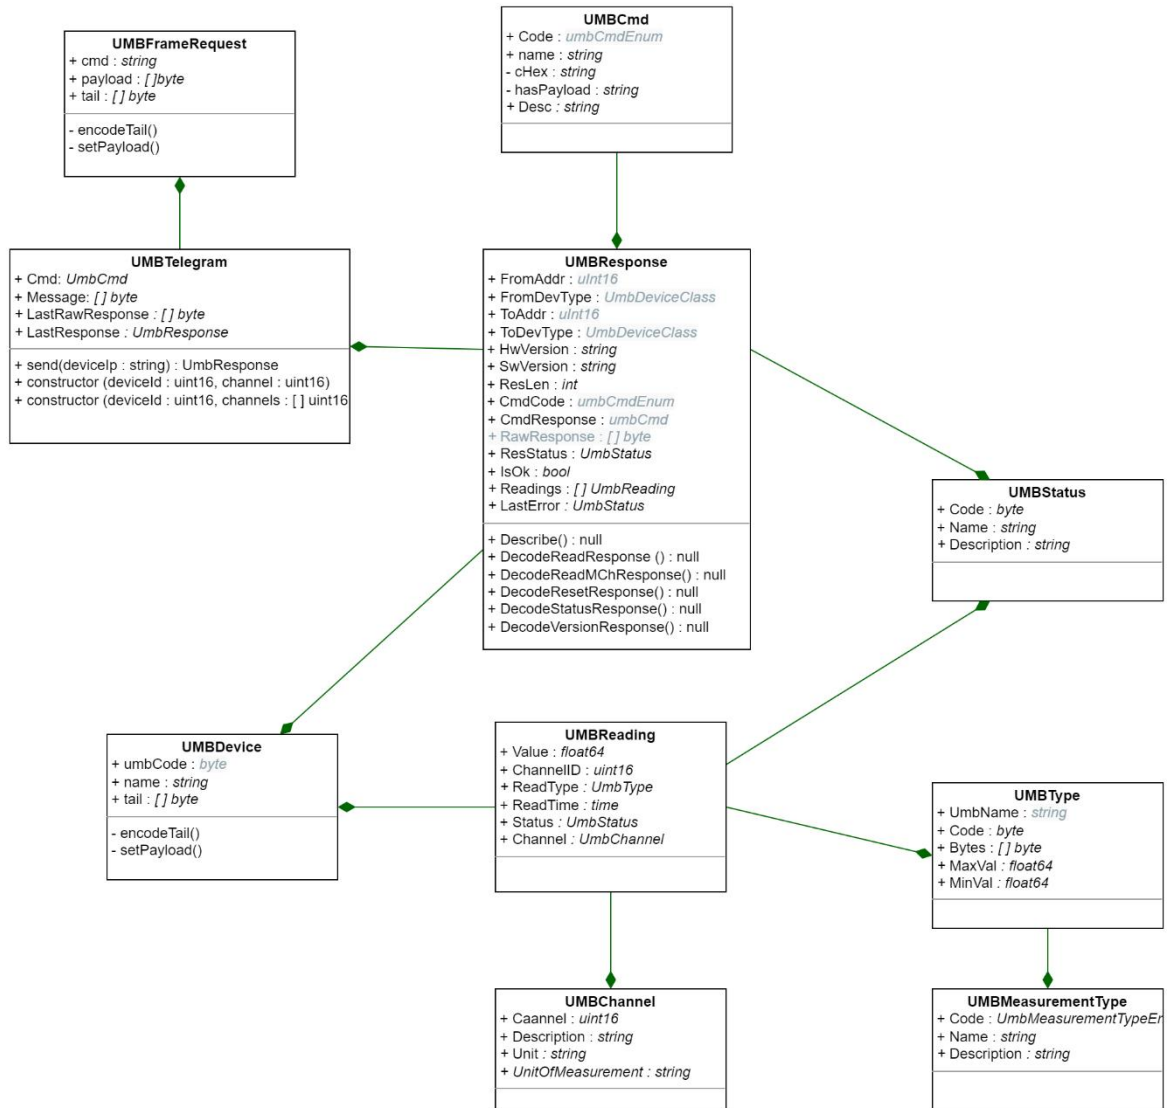 UMBFrameRequest
+ cmd : string
+ payload : [ ]byte
+ tail : [ ] byte
- encodeTail()
- setPayload()
UMBCmd
+ Code : umbCmdEnum
+ name : string
- cHex : string
- hasPayload : string
+ Desc : string
UMBTelegram
+ Cmd: UmbCmd
+ Message: [ ] byte
+ LastRawResponse : [ ] byte
+ LastResponse : UmbResponse
+ send(deviceIp : string) : UmbResponse
+ constructor (deviceId : uint16, channel : uint16)
+ constructor (deviceId : uint16, channels : [ ] uint16
UMBResponse
+ FromAddr : uInt16
+ FromDevType : UmbDeviceClass
+ ToAddr : uInt16
+ ToDevType : UmbDeviceClass
+ HwVersion : string
+ SwVersion : string
+ ResLen : int
+ CmdCode : umbCmdEnum
+ CmdResponse : umbCmd
+ RawResponse : [ ] byte
+ ResStatus : UmbStatus
+ IsOk : bool
+ Readings : [ ] UmbReading
+ LastError : UmbStatus
+ Describe() : null
+ DecodeReadResponse () : null
+ DecodeReadMChResponse() : null
+ DecodeResetResponse() : null
+ DecodeStatusResponse() : null
+ DecodeVersionResponse() : null
UMBStatus
+ Code : byte
+ Name : string
+ Description : string
UMBDevice
+ umbCode : byte
+ name : string
+ tail : [ ] byte
- encodeTail()
- setPayload()
UMBReading
+ Value : float64
+ ChannelID : uint16
+ ReadType : UmbType
+ ReadTime : time
+ Status : UmbStatus
+ Channel : UmbChannel
UMBType
+ UmbName : string
+ Code : byte
+ Bytes : [ ] byte
+ MaxVal : float64
+ MinVal : float64
UMBChannel
+ Caannel : uint16
+ Description : string
+ Unit : string
+ UnitOfMeasurement : string
UMBMeasurementType
+ Code : UmbMeasurementTypeEr
+ Name : string
+ Description : string